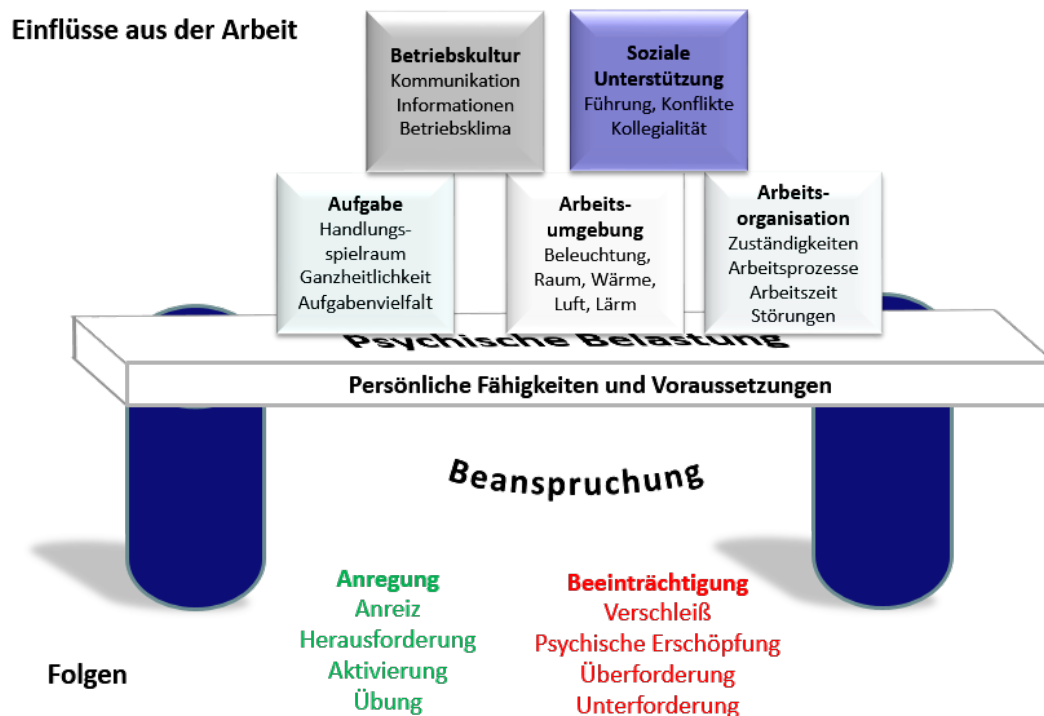 Einflüsse aus der Arbeit
Betriebskultur
Kommunikation
Informationen
Betriebsklima
Soziale
Unterstützung
Führung, Konflikte
Kollegialität
Aufgabe
Handlungs-
spielraum
Ganzheitlichkeit
Aufgabenvielfalt
Arbeits-
umgebung
Beleuchtung,
Raum, Wärme,
Luft, Lärm
Arbeits-
organisation
Zuständigkeiten
Arbeitsprozesse
Arbeitszeit
Störungen
Psychische Belastung
Persönliche Fähigkeiten und Voraussetzungen
Beanspruchung
Anregung
Anreiz
Herausforderung
Aktivierung
Übung
Beeinträchtigung
Verschleiß
Psychische Erschöpfung
Überforderung
Unterforderung
Folgen